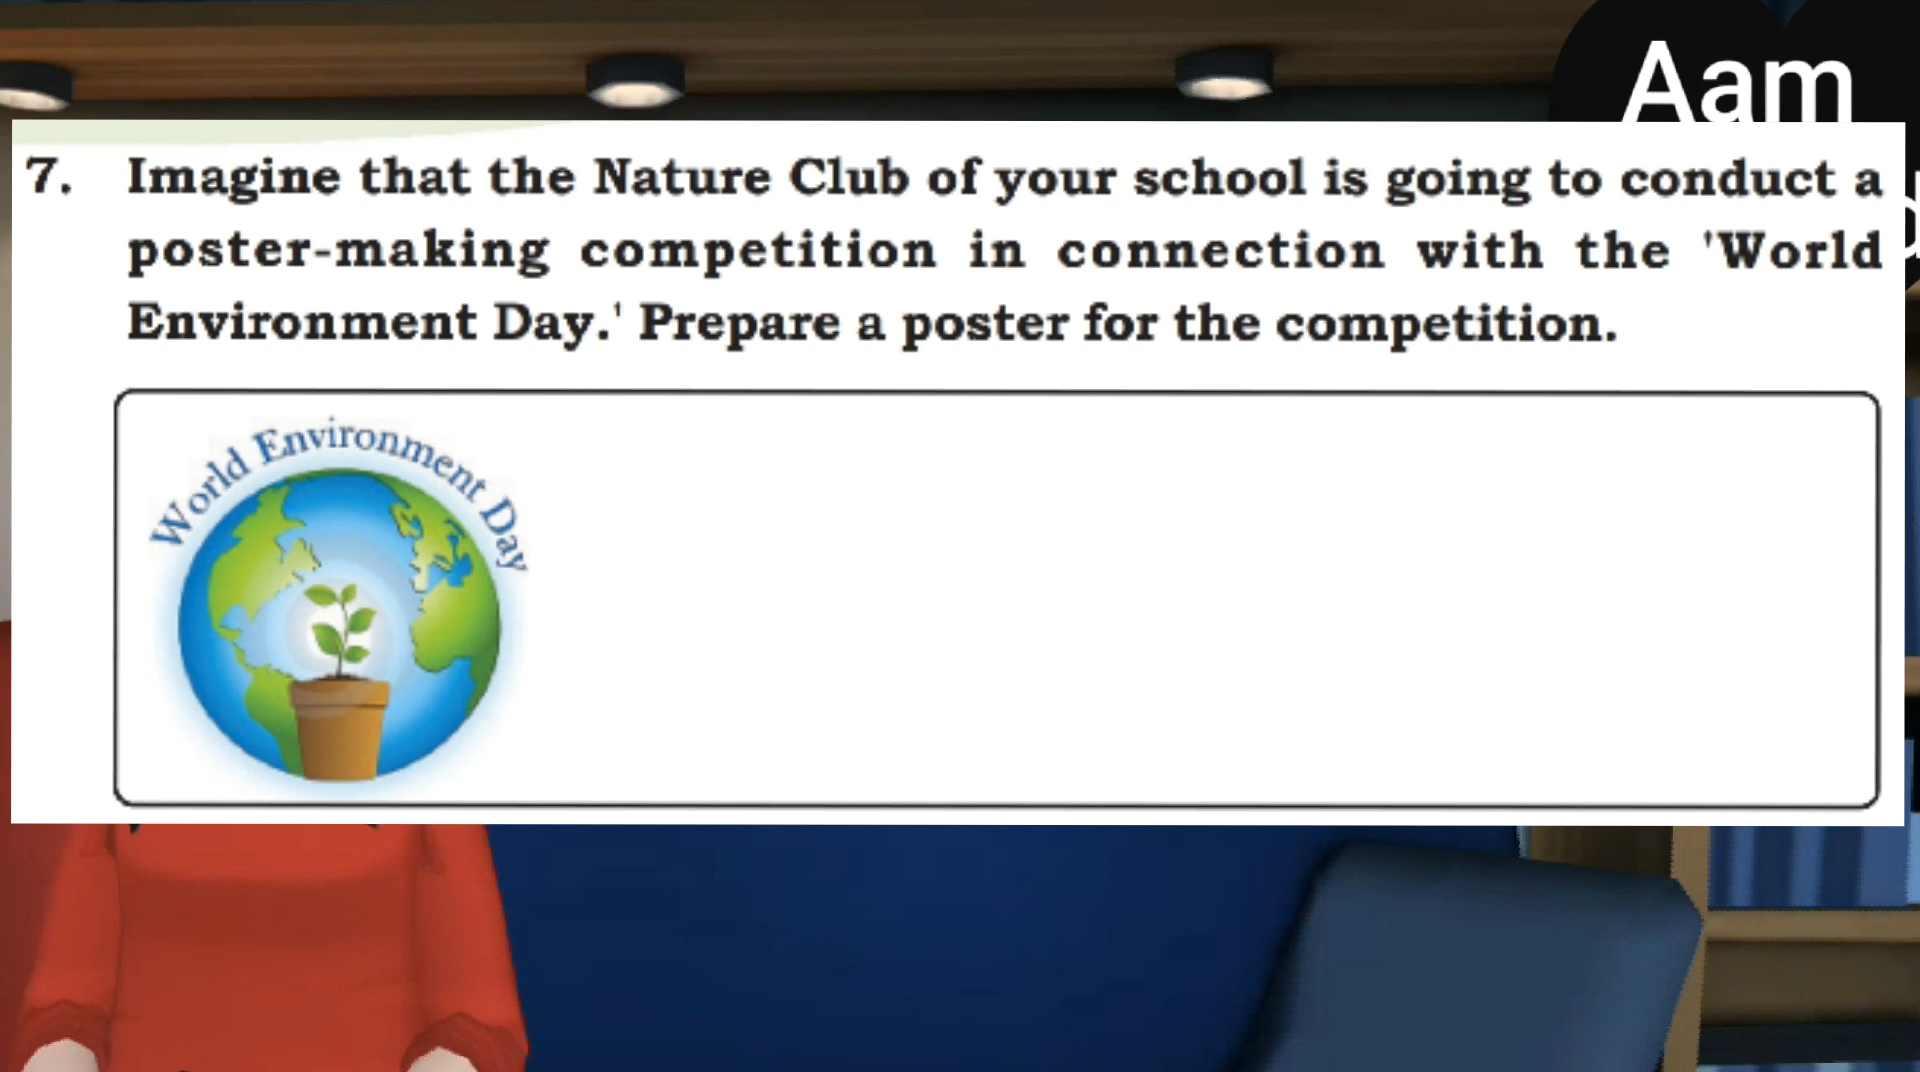 Aam
7. Imagine that the Nature Club of your school is going to conduct a
poster-making competition in connection with the 'World
Environment Day.' Prepare a poster for the competition.
World Environment Day